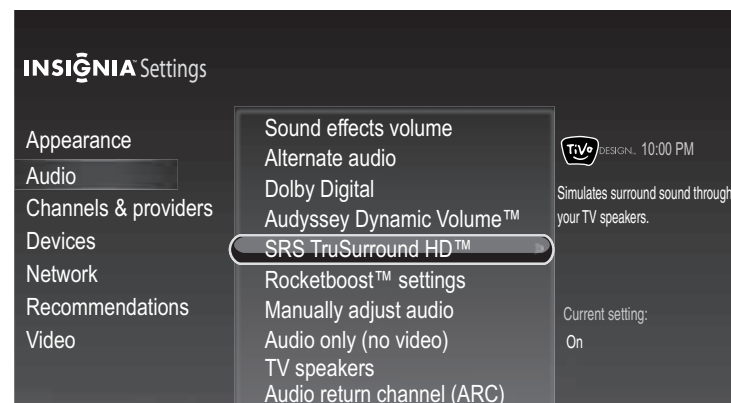 INSIGNIA™ Settings
Appearance
Audio
Channels & providers
Devices
Network
Recommendations
Video
Sound effects volume
Alternate audio
Dolby Digital
Audyssey Dynamic Volume™
SRS TruSurround HD™
Rocketboost™ settings
Manually adjust audio
Audio only (no video)
TV speakers
Audio return channel (ARC)
TiVo DESIGN™ 10:00 PM
Simulates surround sound through
your TV speakers.
Current setting:
On